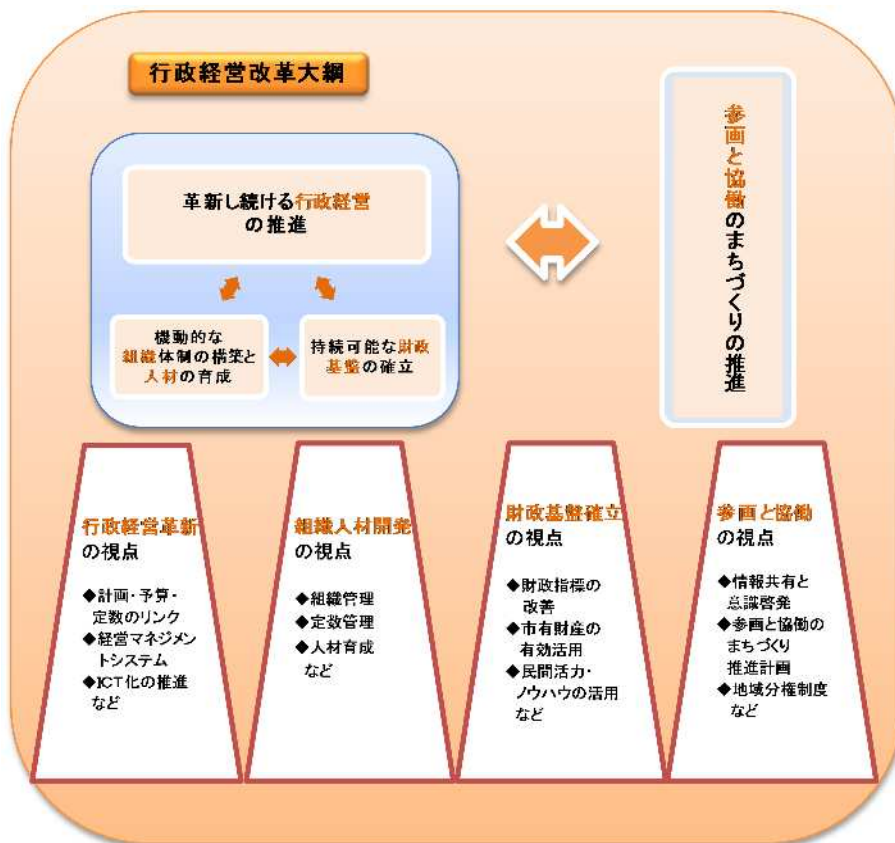 行政経営改革大綱
革新し続ける行政経営
の推進
機動的な
組織体制の構築と
人材の育成
持続可能な財政
基盤の確立
参画と協働のまちづくりの推進
行政経営革新
の視点
◆計画・予算・
定数のリンク
◆経営マネジメン
トシステム
◆ICT化の推進
など
組織人材開発
の視点
◆組織管理
◆定数管理
◆人材育成
など
財政基盤確立
の視点
◆財政指標の
改善
◆市有財産の
有効活用
◆民間活力・
ノウハウの活用
など
参画と協働
の視点
◆情報共有と
意識啓発
◆参画と協働の
まちづくり
推進計画
◆地域分権制度
など